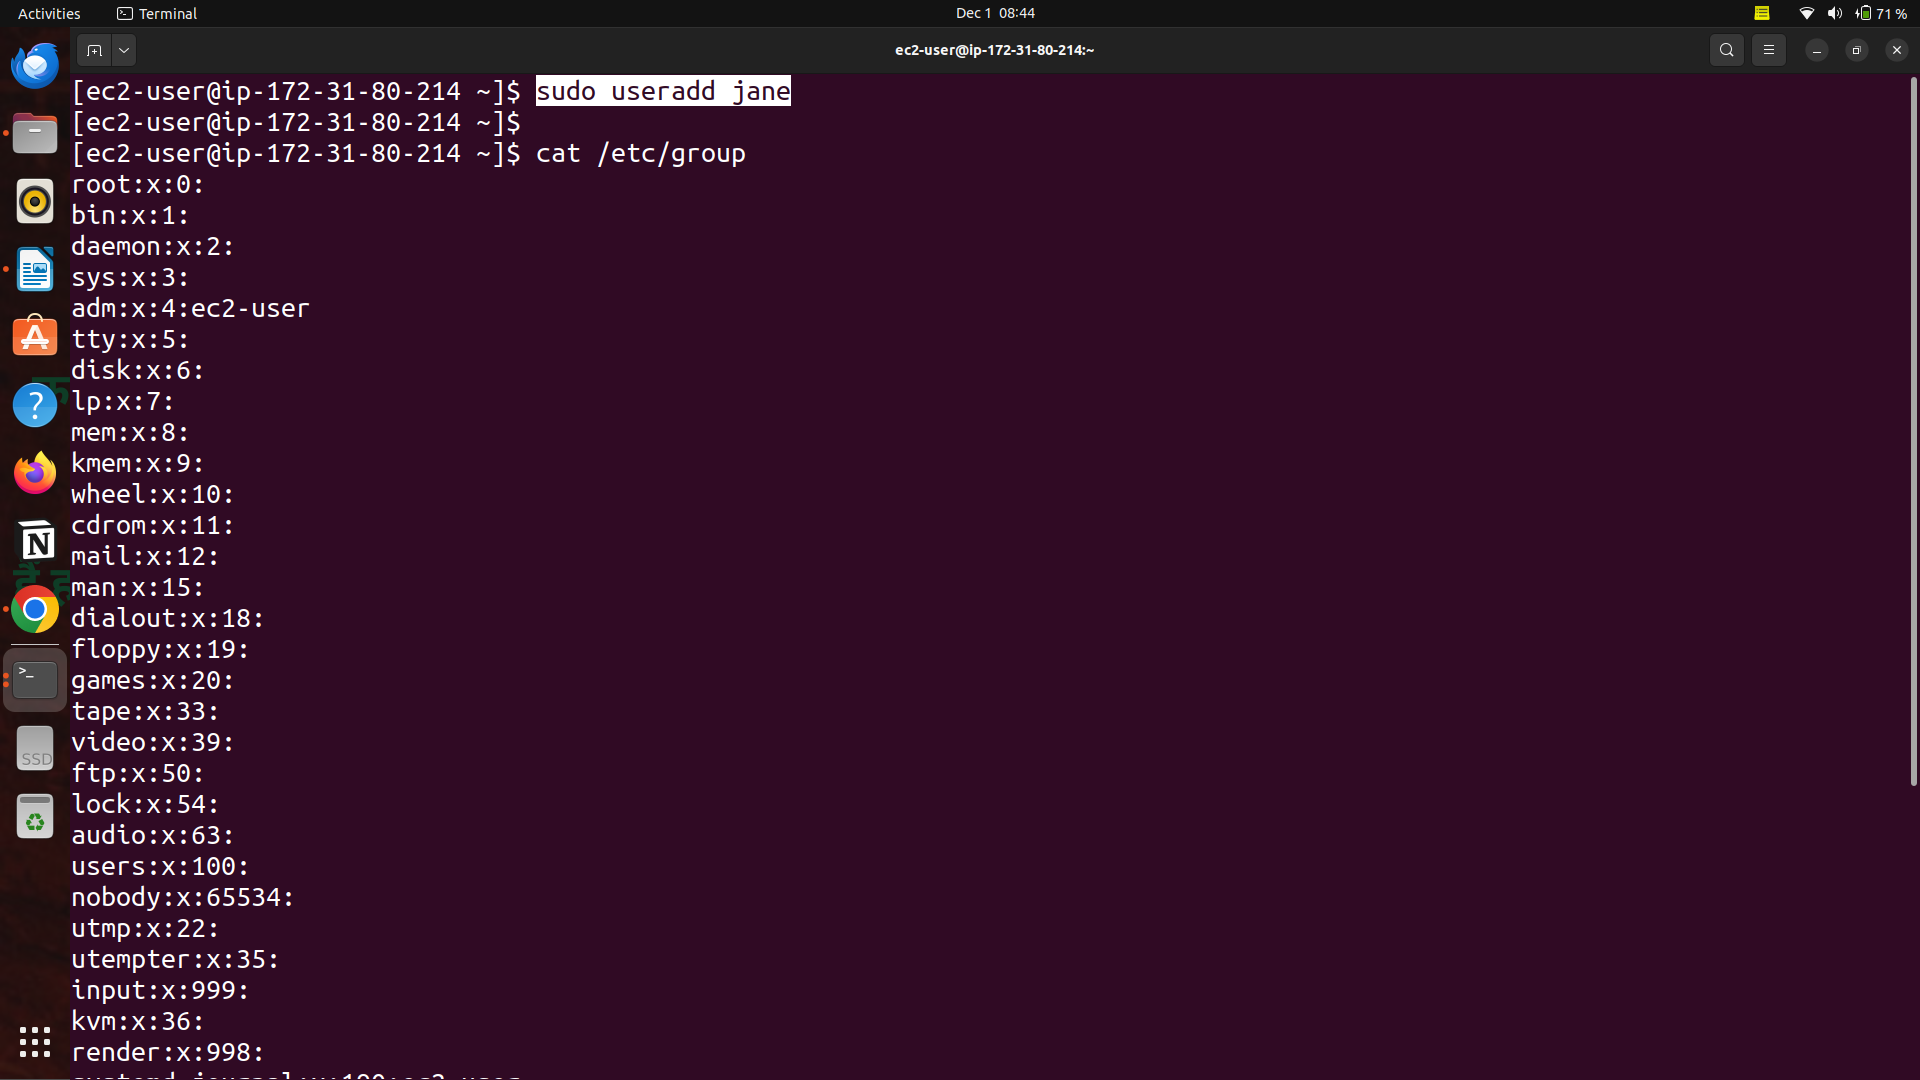 Activities Terminal Dec 1 08:44 71 %
ec2-user@ip-172-31-80-214:~
[ec2-user@ip-172-31-80-214 ~]$ sudo useradd jane
[ec2-user@ip-172-31-80-214 ~]$
[ec2-user@ip-172-31-80-214 ~]$ cat /etc/group
root:x:0:
bin:x:1:
daemon:x:2:
sys:x:3:
adm:x:4:ec2-user
tty:x:5:
disk:x:6:
lp:x:7:
mem:x:8:
kmem:x:9:
wheel:x:10:
cdrom:x:11:
mail:x:12:
man:x:15:
dialout:x:18:
floppy:x:19:
games:x:20:
tape:x:33:
video:x:39:
ftp:x:50:
lock:x:54:
audio:x:63:
users:x:100:
nobody:x:65534:
utmp:x:22:
utempter:x:35:
input:x:999:
kvm:x:36:
render:x:998:
SSD